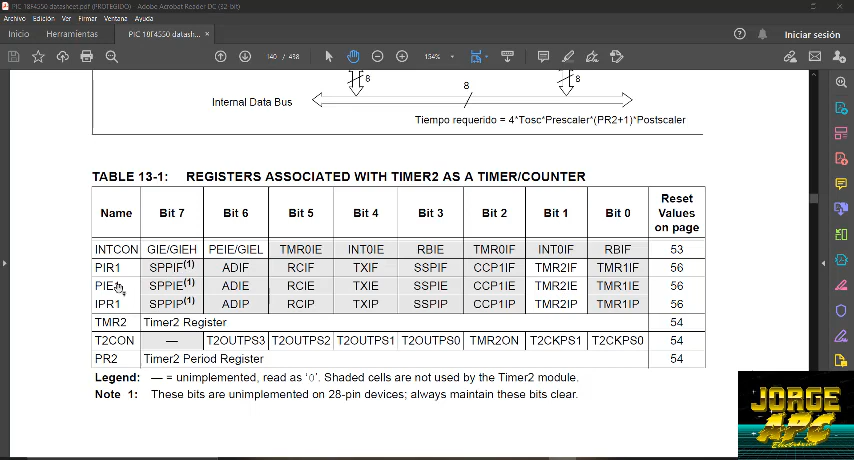 PIC 18F4550 datasheet.pdf (PROTEGIDO) - Adobe Acrobat Reader DC (32-bit)
Archivo Edición Ver Firmar Ventana Ayuda
Inicio Herramientas PIC 18F4550 datash... × Iniciar sesión
140 / 438 154%
8 8
Internal Data Bus 8
Tiempo requerido = 4*Tosc*Prescaler*(PR2+1)*Postscaler
TABLE 13-1: REGISTERS ASSOCIATED WITH TIMER2 AS A TIMER/COUNTER
Name Bit 7 Bit 6 Bit 5 Bit 4 Bit 3 Bit 2 Bit 1 Bit 0 Reset Values on page
INTCON GIE/GIEH PEIE/GIEL TMR0IE INT0IE RBIE TMR0IF INT0IF RBIF 53
PIR1 SPPIF(1) ADIF RCIF TXIF SSPIF CCP1IF TMR2IF TMR1IF 56
PIE1 SPPIE(1) ADIE RCIE TXIE SSPIE CCP1IE TMR2IE TMR1IE 56
IPR1 SPPIP(1) ADIP RCIP TXIP SSPIP CCP1IP TMR2IP TMR1IP 56
TMR2 Timer2 Register 54
T2CON — T2OUTPS3 T2OUTPS2 T2OUTPS1 T2OUTPS0 TMR2ON T2CKPS1 T2CKPS0 54
PR2 Timer2 Period Register 54
Legend: — = unimplemented, read as ‘0’. Shaded cells are not used by the Timer2 module.
Note 1: These bits are unimplemented on 28-pin devices; always maintain these bits clear.
JORGE
APC
Electrónica